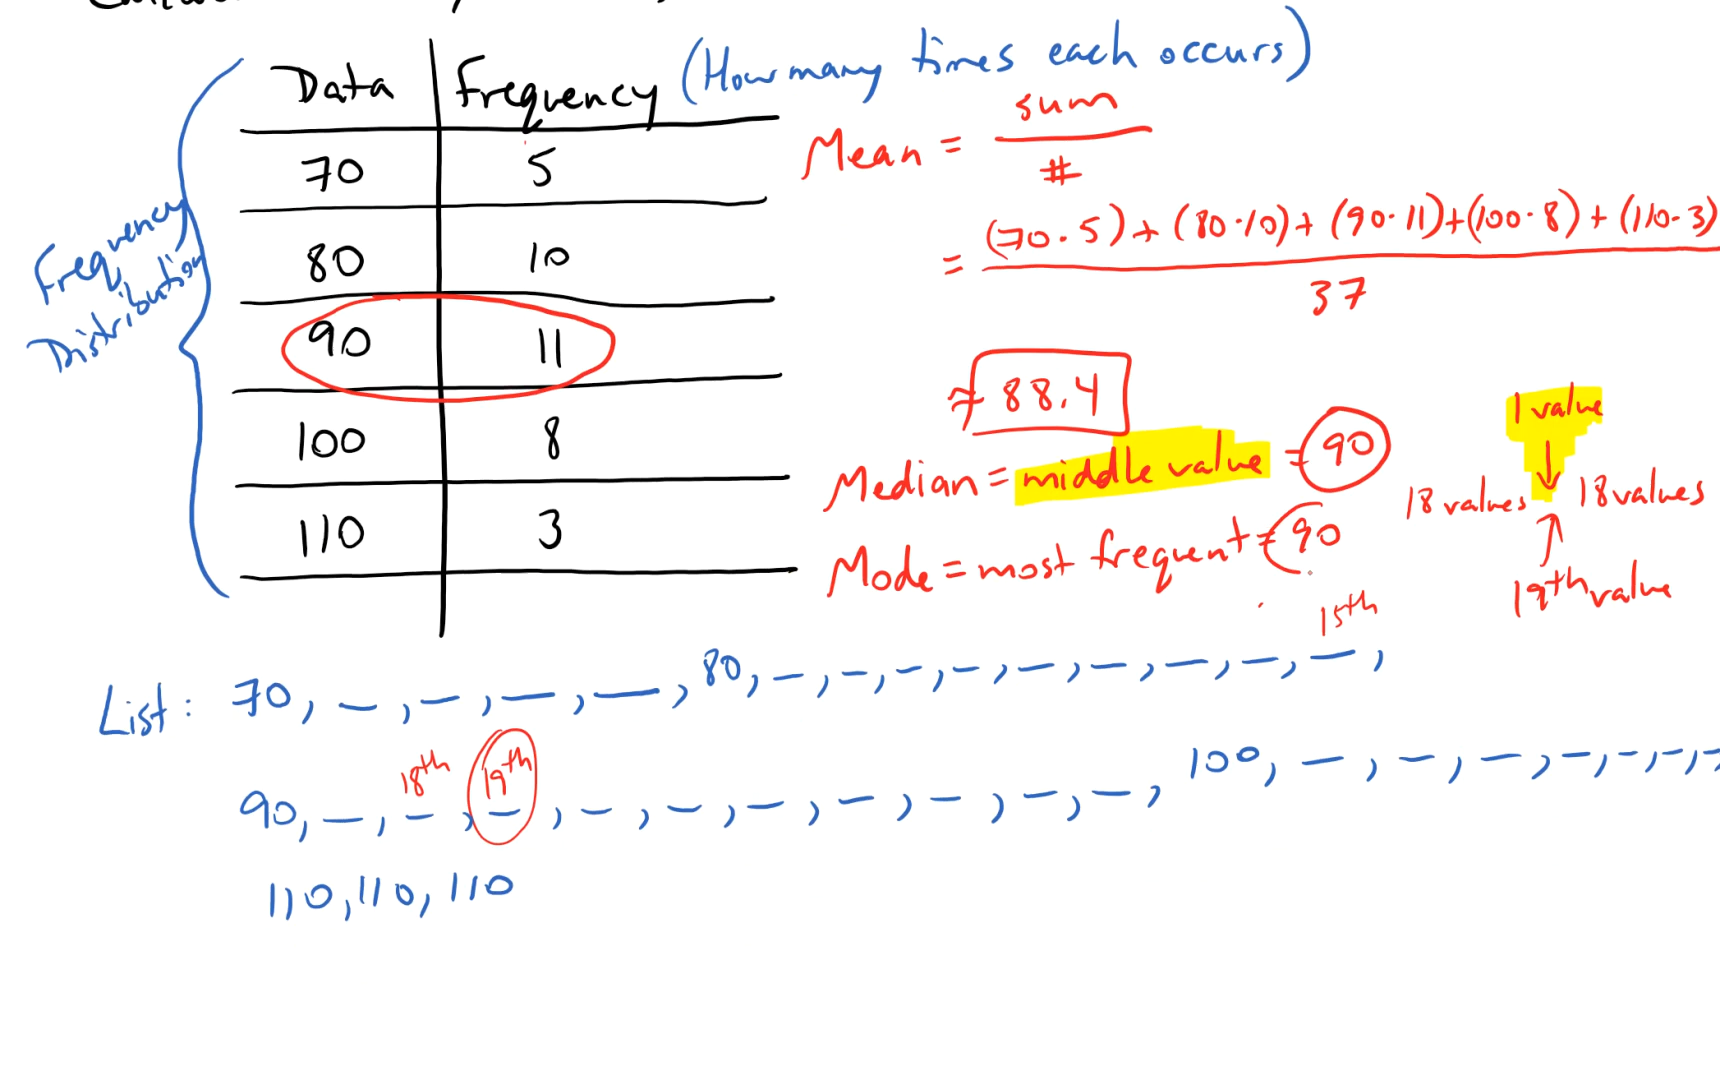 Data Frequency (How many times each occurs)
70 5
80 10
90 11
100 8
110 3
Frequency
Distribution
Mean = sum
#
= (70·5)+(80·10)+(90·11)+(100·8)+(110·3)
37
≈ 88.4
Median = middle value = 90
Mode = most frequent = 90
1 value
↓
18 values 18 values
↑
19th value
15th
List: 70, _, _, _, _, 80, _, _, _, _, _, _, _, _, _,
18th 19th
90, _, _, _, _, _, _, _, _, _, _, 100, _, _, _, _, _, _, _
110, 110, 110